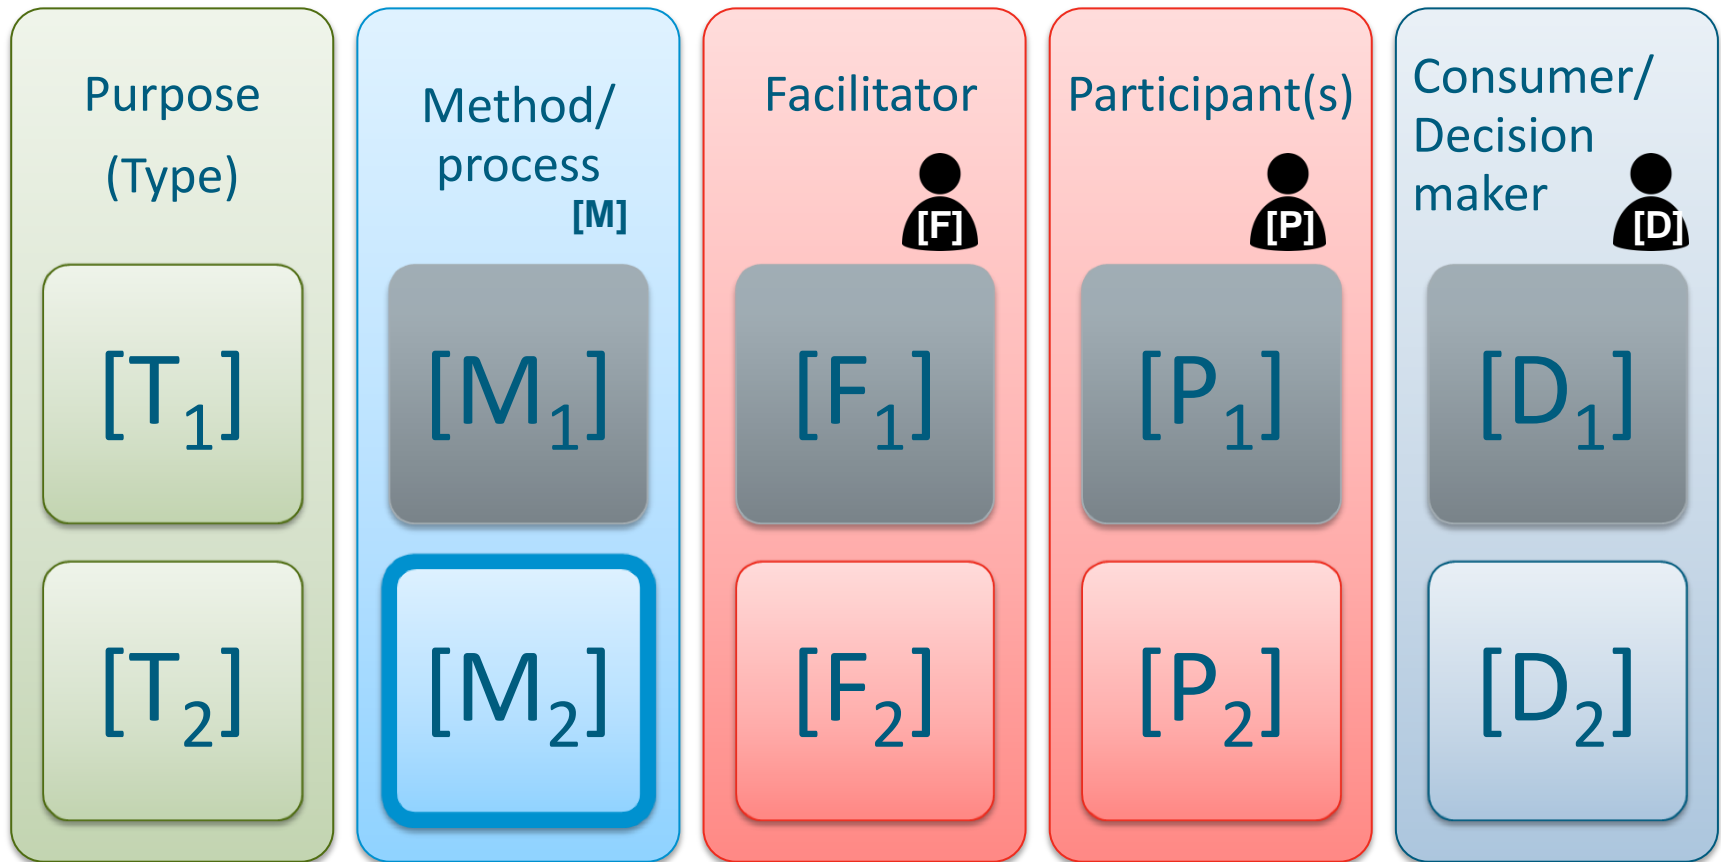 Purpose
(Type)
[T1]
[T2]
Method/
process
[M]
[M1]
[M2]
Facilitator
[F]
[F1]
[F2]
Participant(s)
[P]
[P1]
[P2]
Consumer/
Decision
maker
[D]
[D1]
[D2]